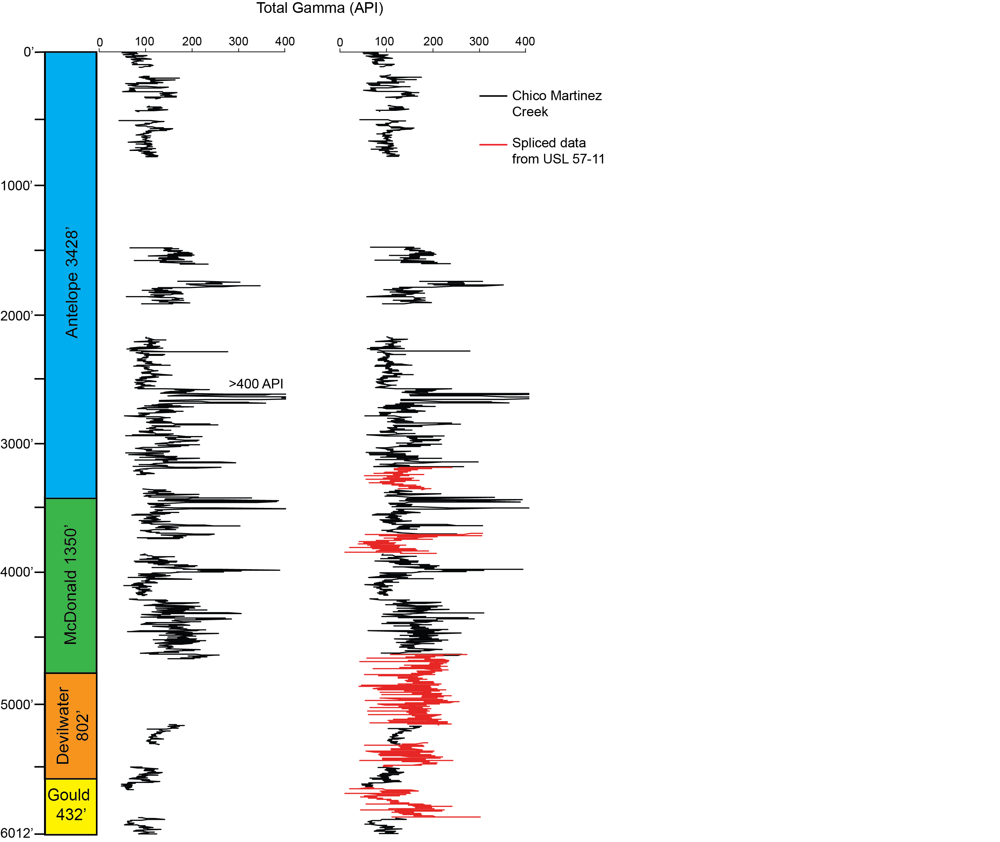 Total Gamma (API)
0 100 200 300 400
0 100 200 300 400
0’
1000’
2000’
3000’
4000’
5000’
6012’
Antelope 3428’
McDonald 1350’
Devilwater
802’
Gould
432’
>400 API
Chico Martinez
Creek
Spliced data
from USL 57-11